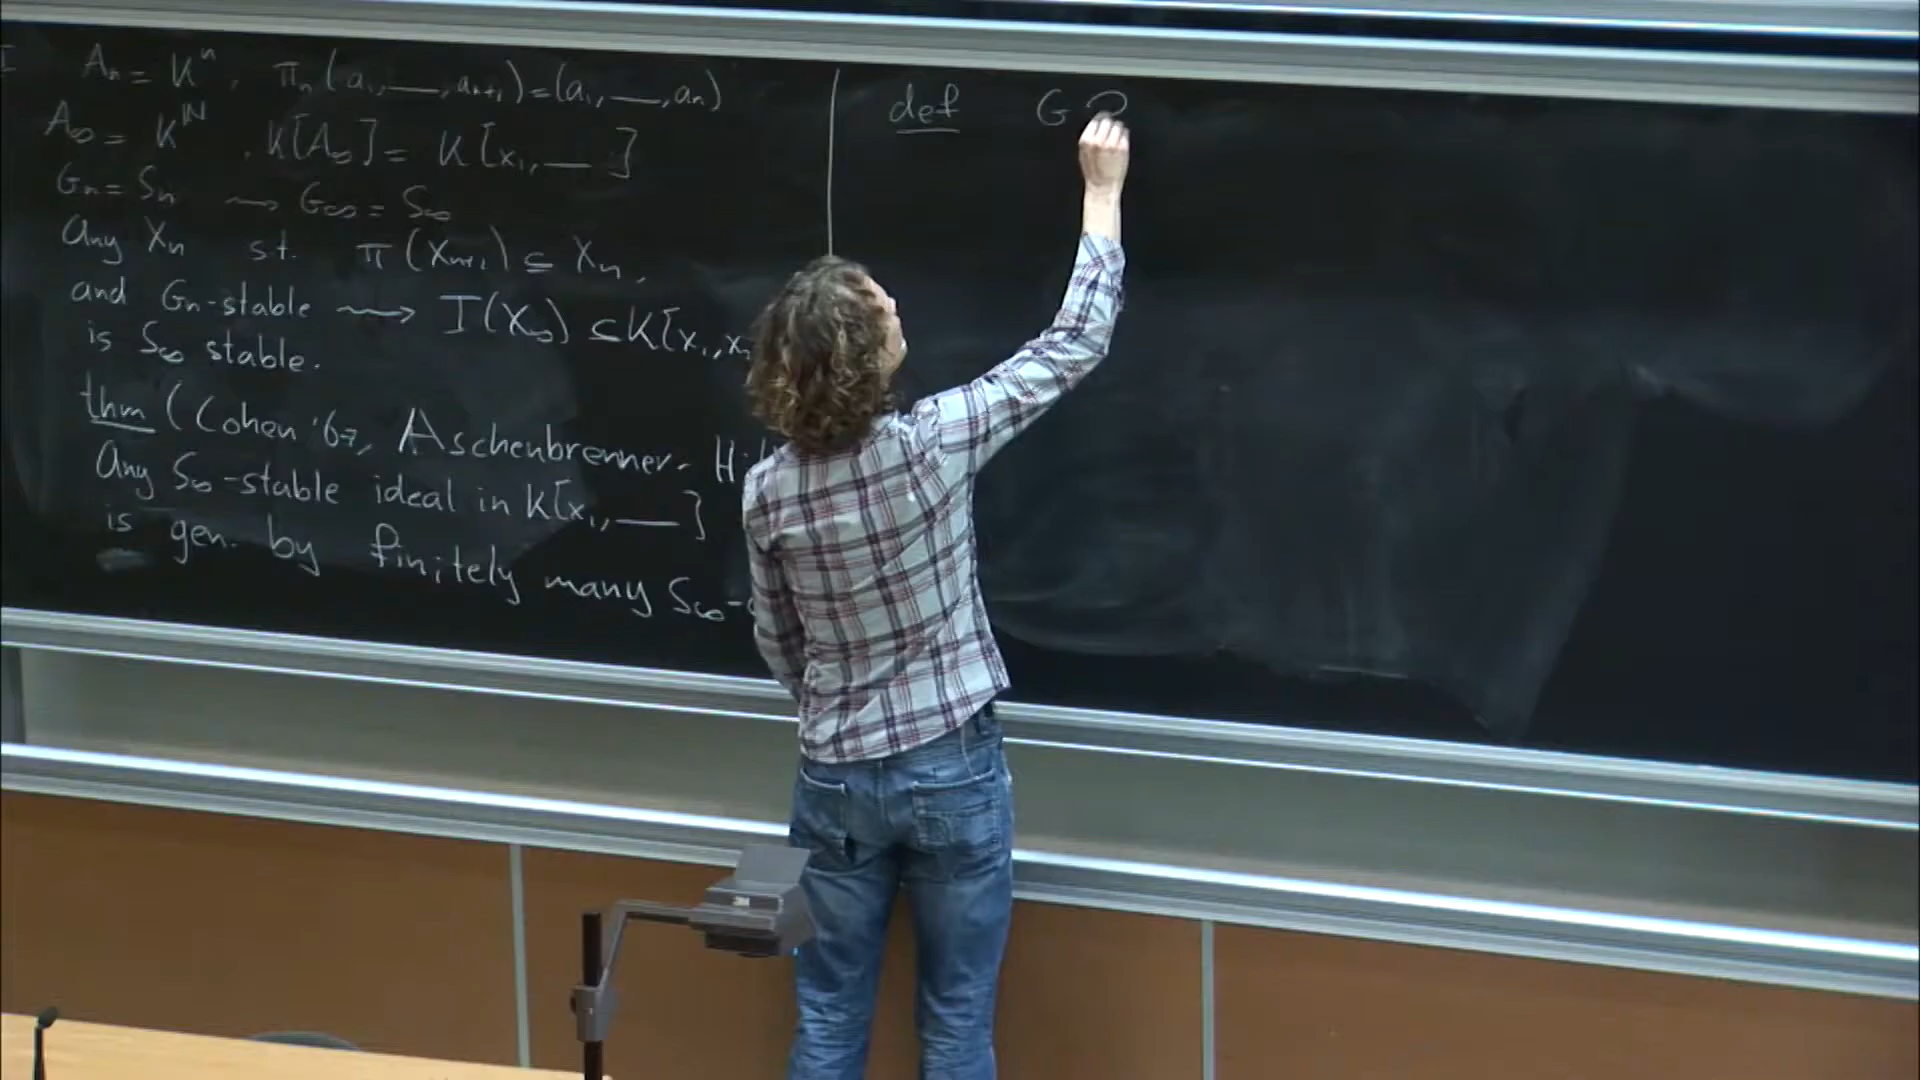 I Aₙ = Kⁿ, πₙ(a₁, —, aₙ₊₁) = (a₁, —, aₙ)
A∞ = K^ℕ, K[A∞] = K[x₁, — ]
Gₙ = Sₙ ⇝ G∞ = S∞
any Xₙ s.t. π(Xₙ₊₁) ⊆ Xₙ,
and Gₙ-stable ⇝ I(X∞) ⊆ K[x₁, x₂
is S∞ stable.
thm (Cohen '67, Aschenbrenner-
Any S∞-stable ideal in K[x₁, — ]
is gen. by finitely many S∞-
def G